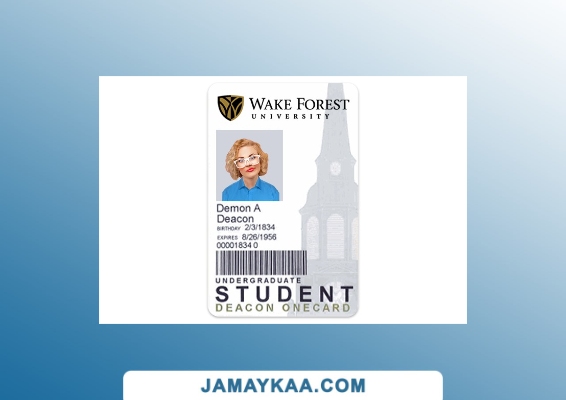 WAKE FOREST
UNIVERSITY
Demon A
Deacon
BIRTHDAY 2/3/1834
EXPIRES 8/26/1956
00001834 0
UNDERGRADUATE
STUDENT
DEACON ONECARD
JAMAYKAA.COM